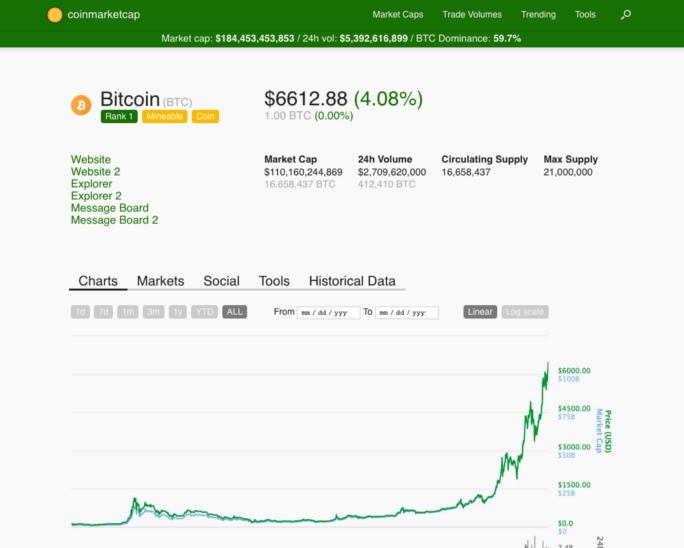 coinmarketcap
Market Caps Trade Volumes Trending Tools
Market cap: $184,453,453,853 / 24h vol: $5,392,616,899 / BTC Dominance: 59.7%
Bitcoin (BTC)
Rank 1 Mineable Coin
$6612.88 (4.08%)
1.00 BTC (0.00%)
Website
Website 2
Explorer
Explorer 2
Message Board
Message Board 2
Market Cap 24h Volume Circulating Supply Max Supply
$110,160,244,869 $2,709,620,000 16,658,437 21,000,000
16,658,437 BTC 412,410 BTC
Charts Markets Social Tools Historical Data
1d 7d 1m 3m 1y YTD ALL From mm / dd / yyy To mm / dd / yyy Linear Log scale
$6000.00
$100B
$4500.00
$75B
$3000.00
$50B
$1500.00
$25B
$0.0
$0
Price (USD)
Market Cap